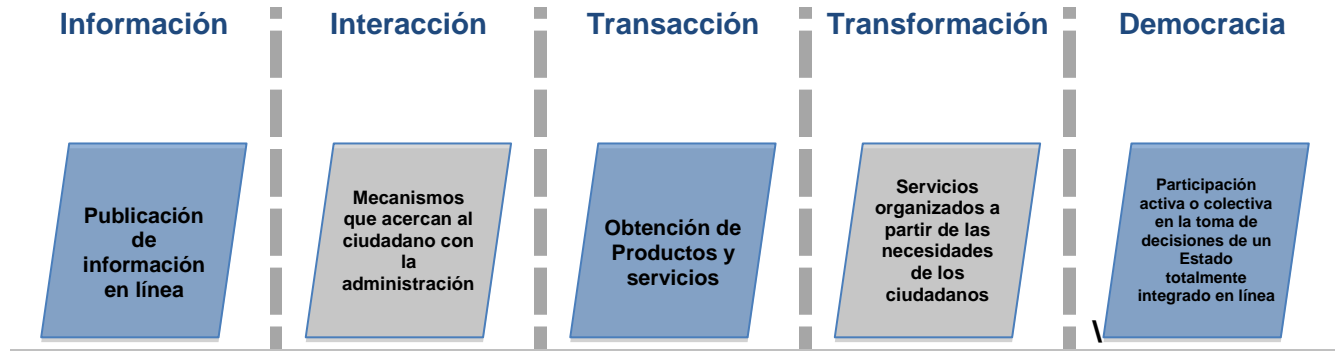 Información
Interacción
Transacción
Transformación
Democracia
Publicación
de
información
en línea
Mecanismos
que acercan al
ciudadano con
la
administración
Obtención de
Productos y
servicios
Servicios
organizados a
partir de las
necesidades
de los
ciudadanos
Participación
activa o colectiva
en la toma de
decisiones de un
Estado
totalmente
integrado en línea
\